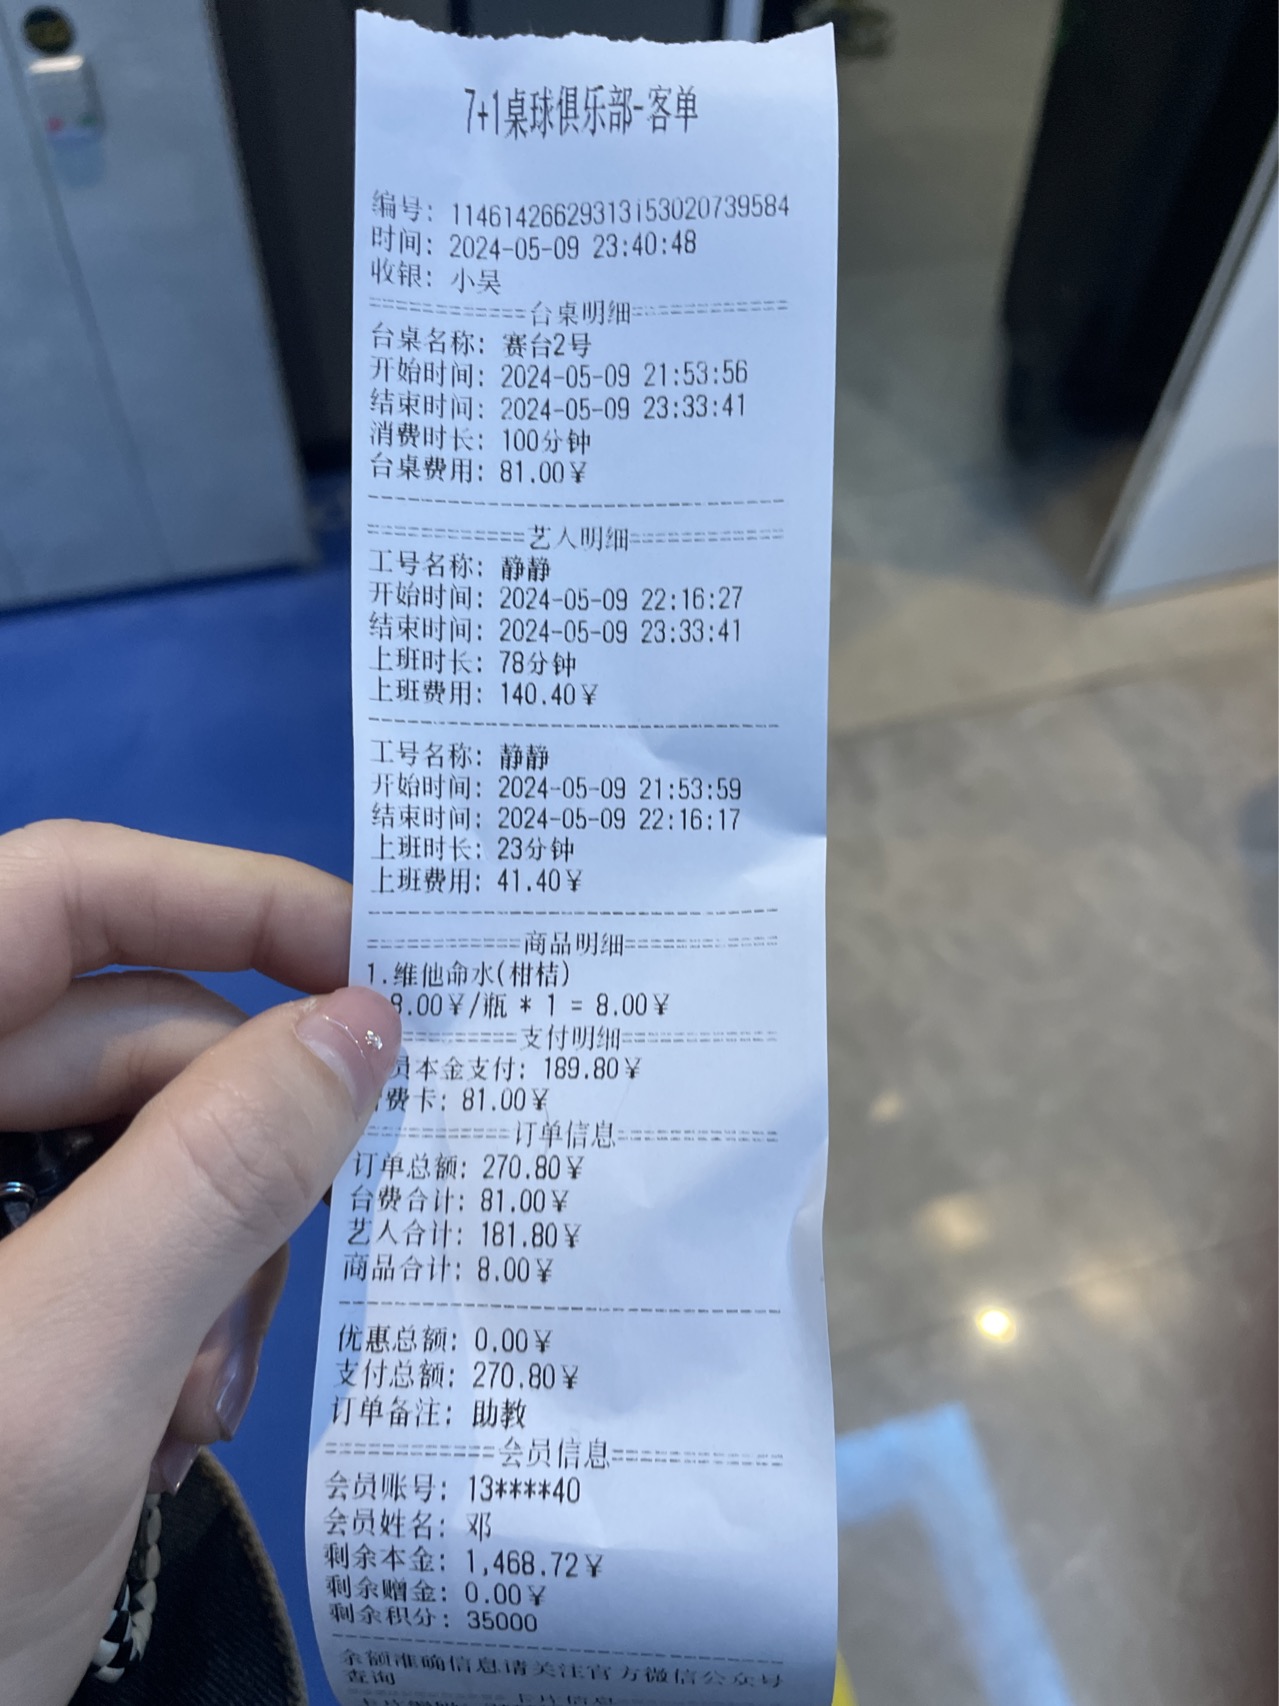 7+1桌球俱乐部-客单
编号: 1146142662931315302073​9584
时间: 2024-05-09 23:40:48
收银: 小吴
==========台桌明细==========
台桌名称: 赛台2号
开始时间: 2024-05-09 21:53:56
结束时间: 2024-05-09 23:33:41
消费时长: 100分钟
台桌费用: 81.00¥
==========艺人明细==========
工号名称: 静静
开始时间: 2024-05-09 22:16:27
结束时间: 2024-05-09 23:33:41
上班时长: 78分钟
上班费用: 140.40¥
工号名称: 静静
开始时间: 2024-05-09 21:53:59
结束时间: 2024-05-09 22:16:17
上班时长: 23分钟
上班费用: 41.40¥
==========商品明细==========
1.维他命水(柑桔)
8.00¥/瓶 * 1 = 8.00¥
==========支付明细==========
员本金支付: 189.80¥
费卡: 81.00¥
==========订单信息==========
订单总额: 270.80¥
台费合计: 81.00¥
艺人合计: 181.80¥
商品合计: 8.00¥
优惠总额: 0.00¥
支付总额: 270.80¥
订单备注: 助教
==========会员信息==========
会员账号: 13****40
会员姓名: 邓
剩余本金: 1,468.72¥
剩余赠金: 0.00¥
剩余积分: 35000
余额准确信息请关注官方微信公众号
查询